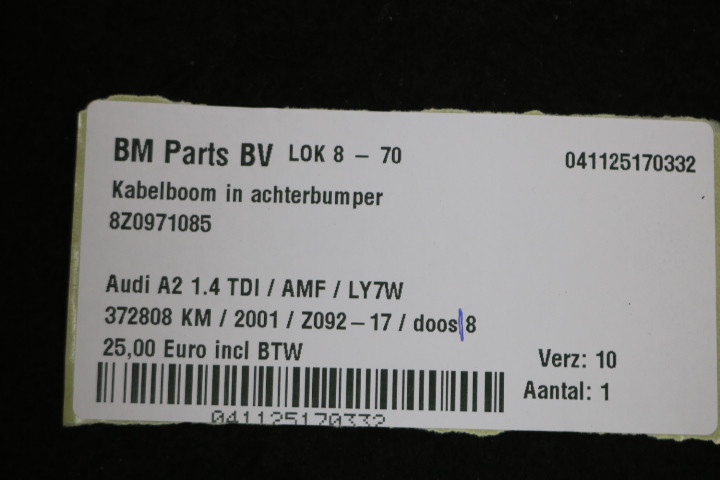 BM Parts BV LOK 8 - 70 041125170332
Kabelboom in achterbumper
8Z0971085
Audi A2 1.4 TDI / AMF / LY7W
372808 KM / 2001 / Z092-17 / doos 8
25,00 Euro incl BTW
Verz: 10
Aantal: 1
041125170332